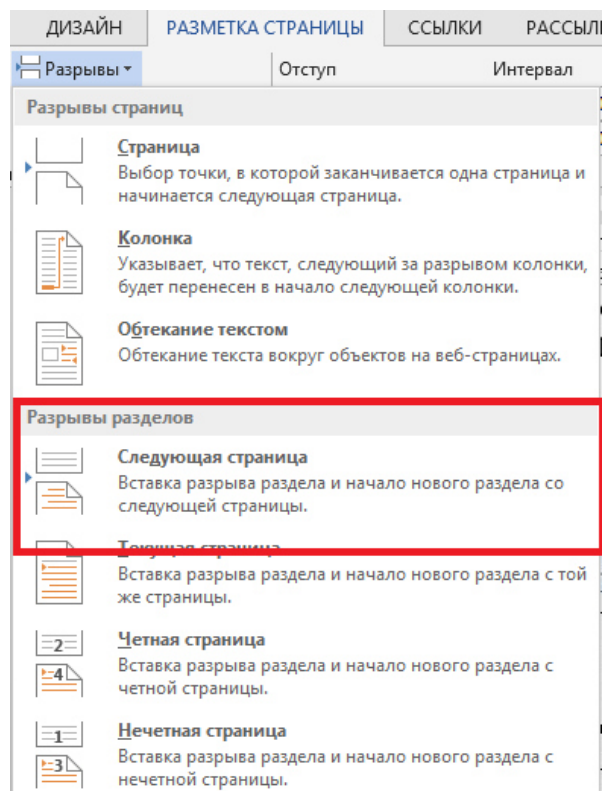 ДИЗАЙН РАЗМЕТКА СТРАНИЦЫ ССЫЛКИ РАССЫЛ
Разрывы Отступ Интервал
Разрывы страниц
Страница
Выбор точки, в которой заканчивается одна страница и
начинается следующая страница.
Колонка
Указывает, что текст, следующий за разрывом колонки,
будет перенесен в начало следующей колонки.
Обтекание текстом
Обтекание текста вокруг объектов на веб-страницах.
Разрывы разделов
Следующая страница
Вставка разрыва раздела и начало нового раздела со
следующей страницы.
Текущая страница
Вставка разрыва раздела и начало нового раздела с той
же страницы.
2
Четная страница
4
Вставка разрыва раздела и начало нового раздела с
четной страницы.
1
Нечетная страница
3
Вставка разрыва раздела и начало нового раздела с
нечетной страницы.